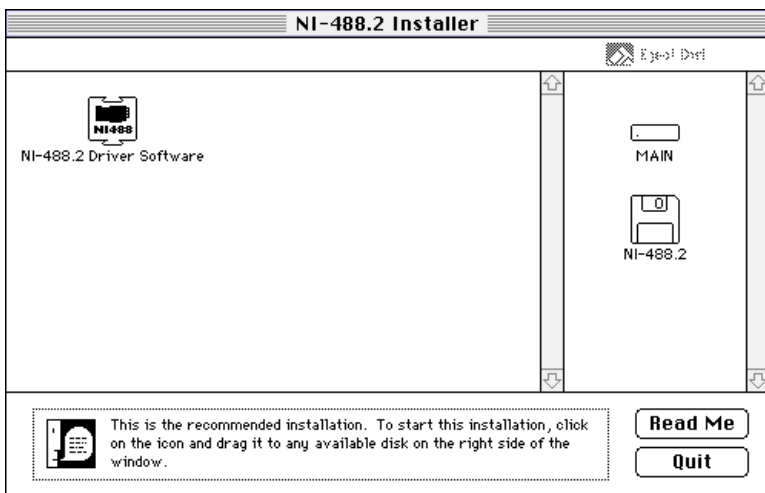 NI-488.2 Installer
Eject Disk
NI488
NI-488.2 Driver Software
MAIN
NI-488.2
This is the recommended installation. To start this installation, click
on the icon and drag it to any available disk on the right side of the
window.
Read Me
Quit